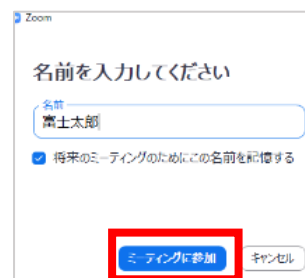 Zoom
名前を入力してください
名前
富士太郎
将来のミーティングのためにこの名前を記憶する
ミーティングに参加
キャンセル